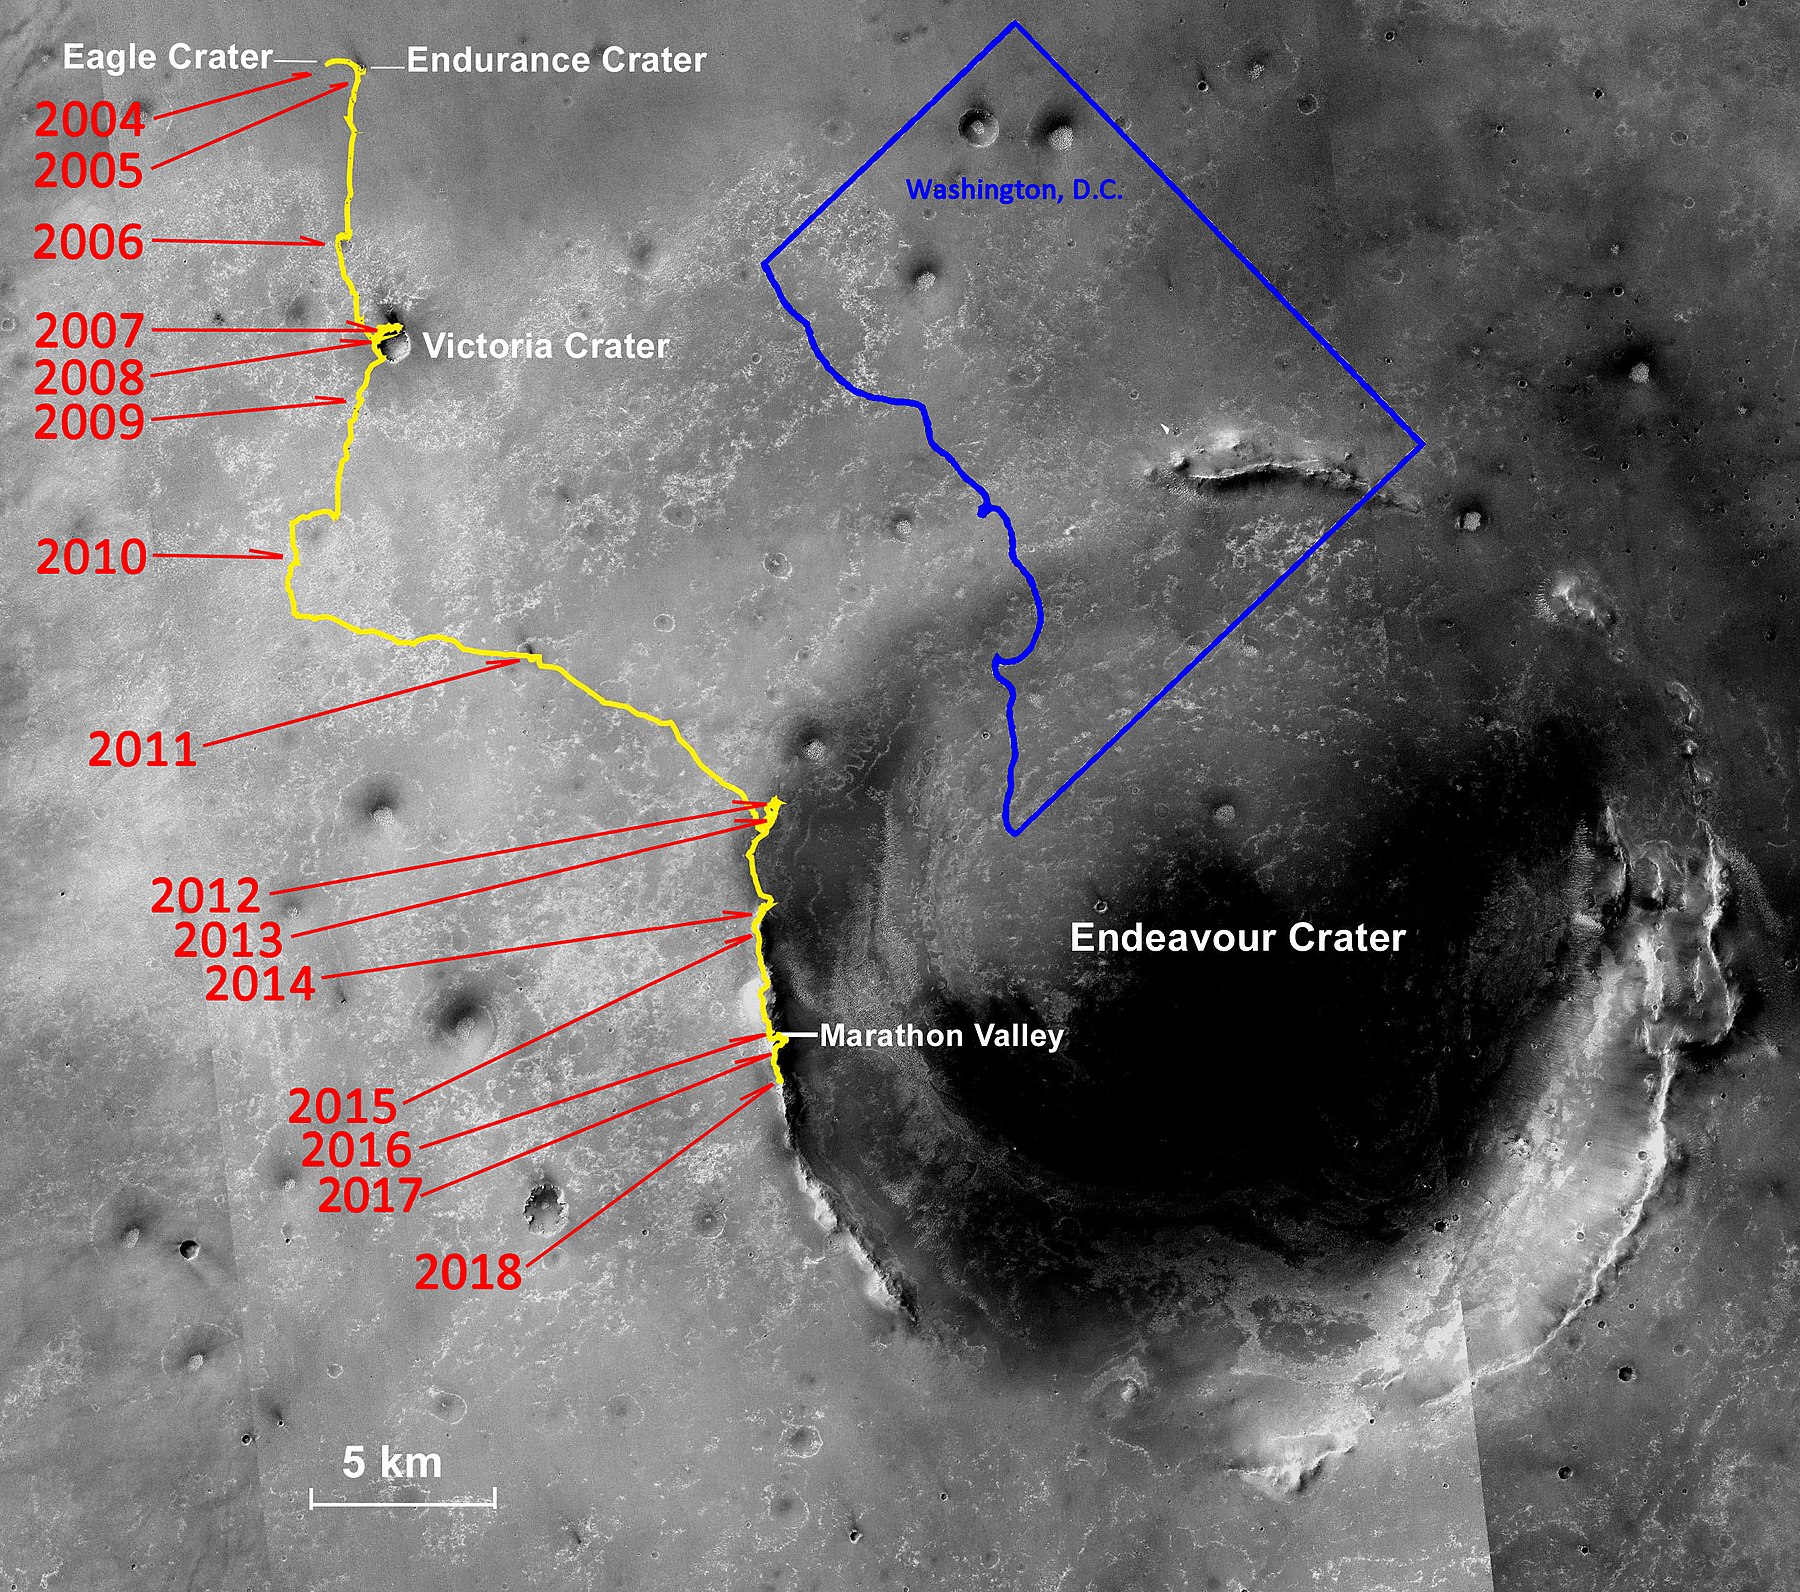 Eagle Crater
Endurance Crater
2004
2005
Washington, D.C.
2006
2007
Victoria Crater
2008
2009
2010
2011
2012
2013
Endeavour Crater
2014
Marathon Valley
2015
2016
2017
2018
5 km